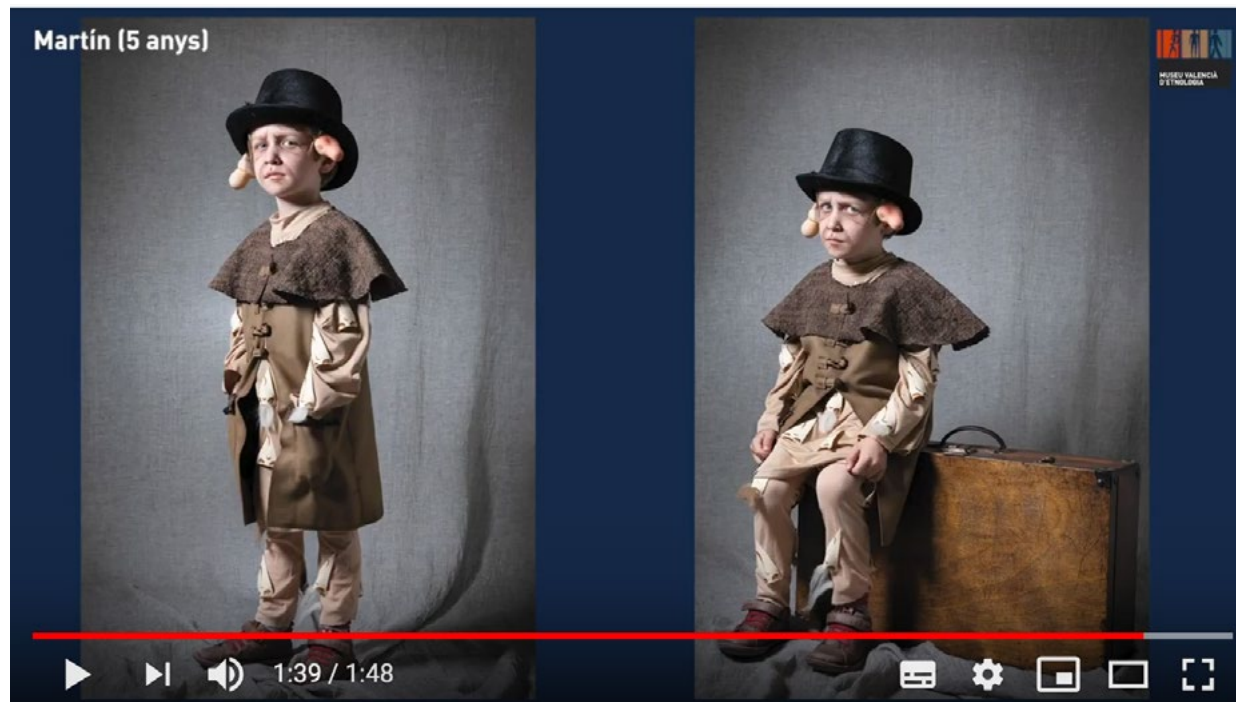 Martín (5 anys)
MUSEU VALENCIÀ
D'ETNOLOGIA
1:39 / 1:48